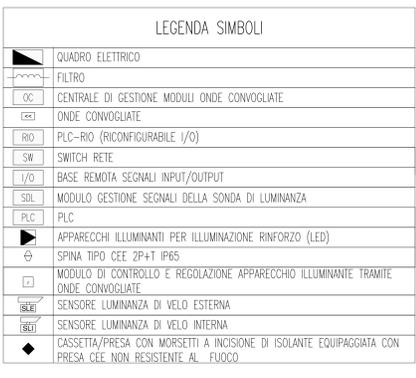 LEGENDA SIMBOLI
QUADRO ELETTRICO
FILTRO
OC CENTRALE DI GESTIONE MODULI ONDE CONVOGLIATE
<< ONDE CONVOGLIATE
RIO PLC-RIO (RICONFIGURABILE I/O)
SW SWITCH RETE
I/O BASE REMOTA SEGNALI INPUT/OUTPUT
SDL MODULO GESTIONE SEGNALI DELLA SONDA DI LUMINANZA
PLC PLC
APPARECCHI ILLUMINANTI PER ILLUMINAZIONE RINFORZO (LED)
SPINA TIPO CEE 2P+T IP65
MODULO DI CONTROLLO E REGOLAZIONE APPARECCHIO ILLUMINANTE TRAMITE
ONDE CONVOGLIATE
SLE SENSORE LUMINANZA DI VELO ESTERNA
SLI SENSORE LUMINANZA DI VELO INTERNA
CASSETTA/PRESA CON MORSETTI A INCISIONE DI ISOLANTE EQUIPAGGIATA CON
PRESA CEE NON RESISTENTE AL FUOCO